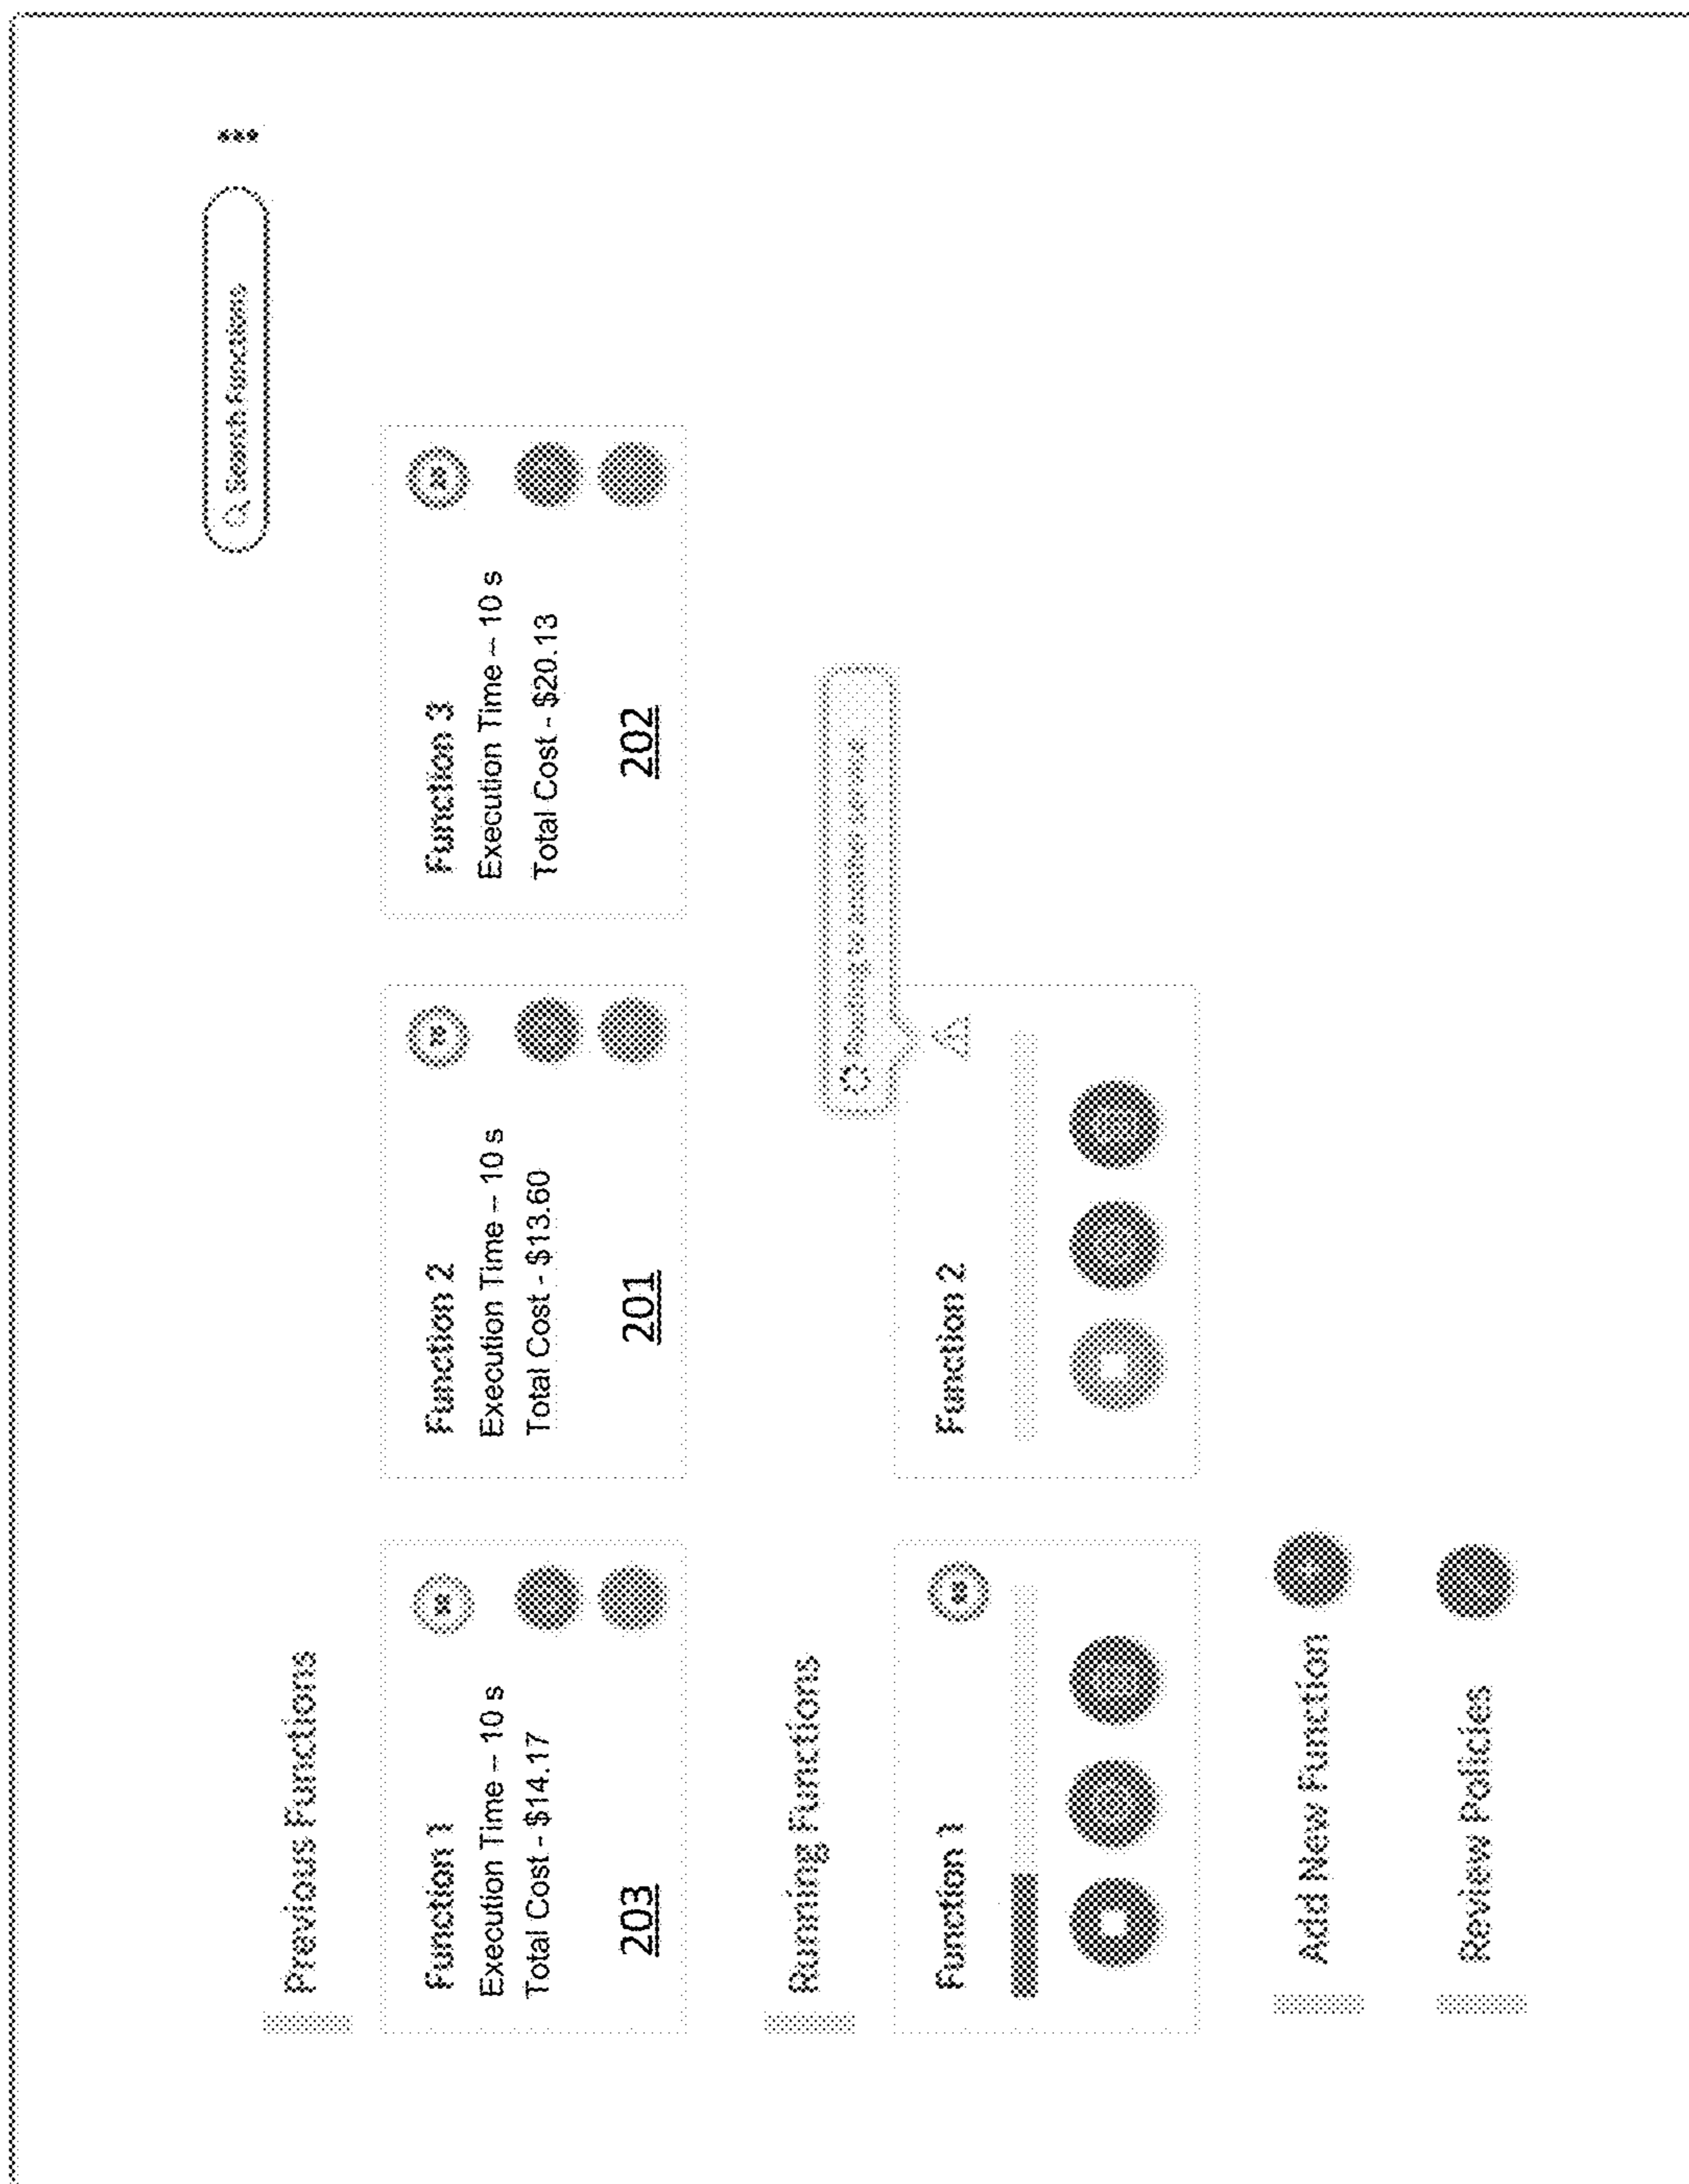 Search Functions
Previous Functions
Function 1
Execution Time – 10 s
Total Cost - $14.17
203
Function 2
Execution Time – 10 s
Total Cost - $13.60
201
Function 3
Execution Time – 10 s
Total Cost - $20.13
202
Running Functions
Function 1
Function 2
to another
Add New Function
Review Policies